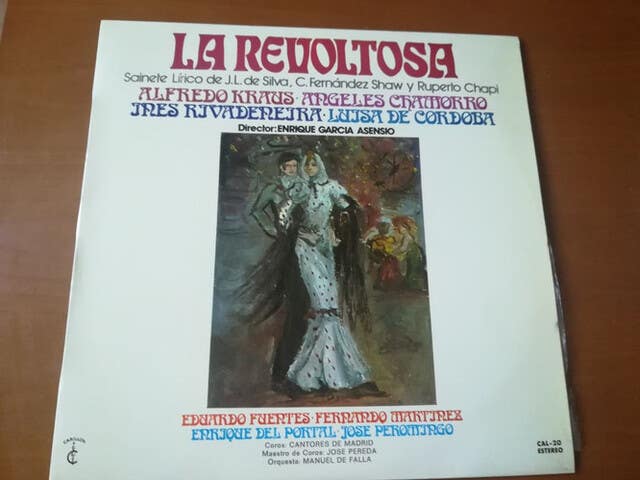 LA REVOLTOSA
Sainete Lírico de J.L. de Silva, C. Fernández Shaw y Ruperto Chapi
ALFREDO KRAUS · ANGELES CHAMORRO
INES RIVADENEIRA · LUISA DE CORDOBA
Director: ENRIQUE GARCIA ASENSIO
EDUARDO FUENTES · FERNANDO MARTINEZ
ENRIQUE DEL PORTAL · JOSE PEROMINGO
Coros: CANTORES DE MADRID
Maestro de Coros: JOSE PEREDA
Orquesta: MANUEL DE FALLA
CARILLON
CAL-20
ESTEREO